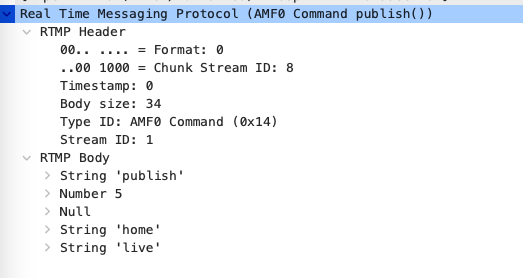 Real Time Messaging Protocol (AMF0 Command publish())
RTMP Header
00.. .... = Format: 0
..00 1000 = Chunk Stream ID: 8
Timestamp: 0
Body size: 34
Type ID: AMF0 Command (0x14)
Stream ID: 1
RTMP Body
String 'publish'
Number 5
Null
String 'home'
String 'live'